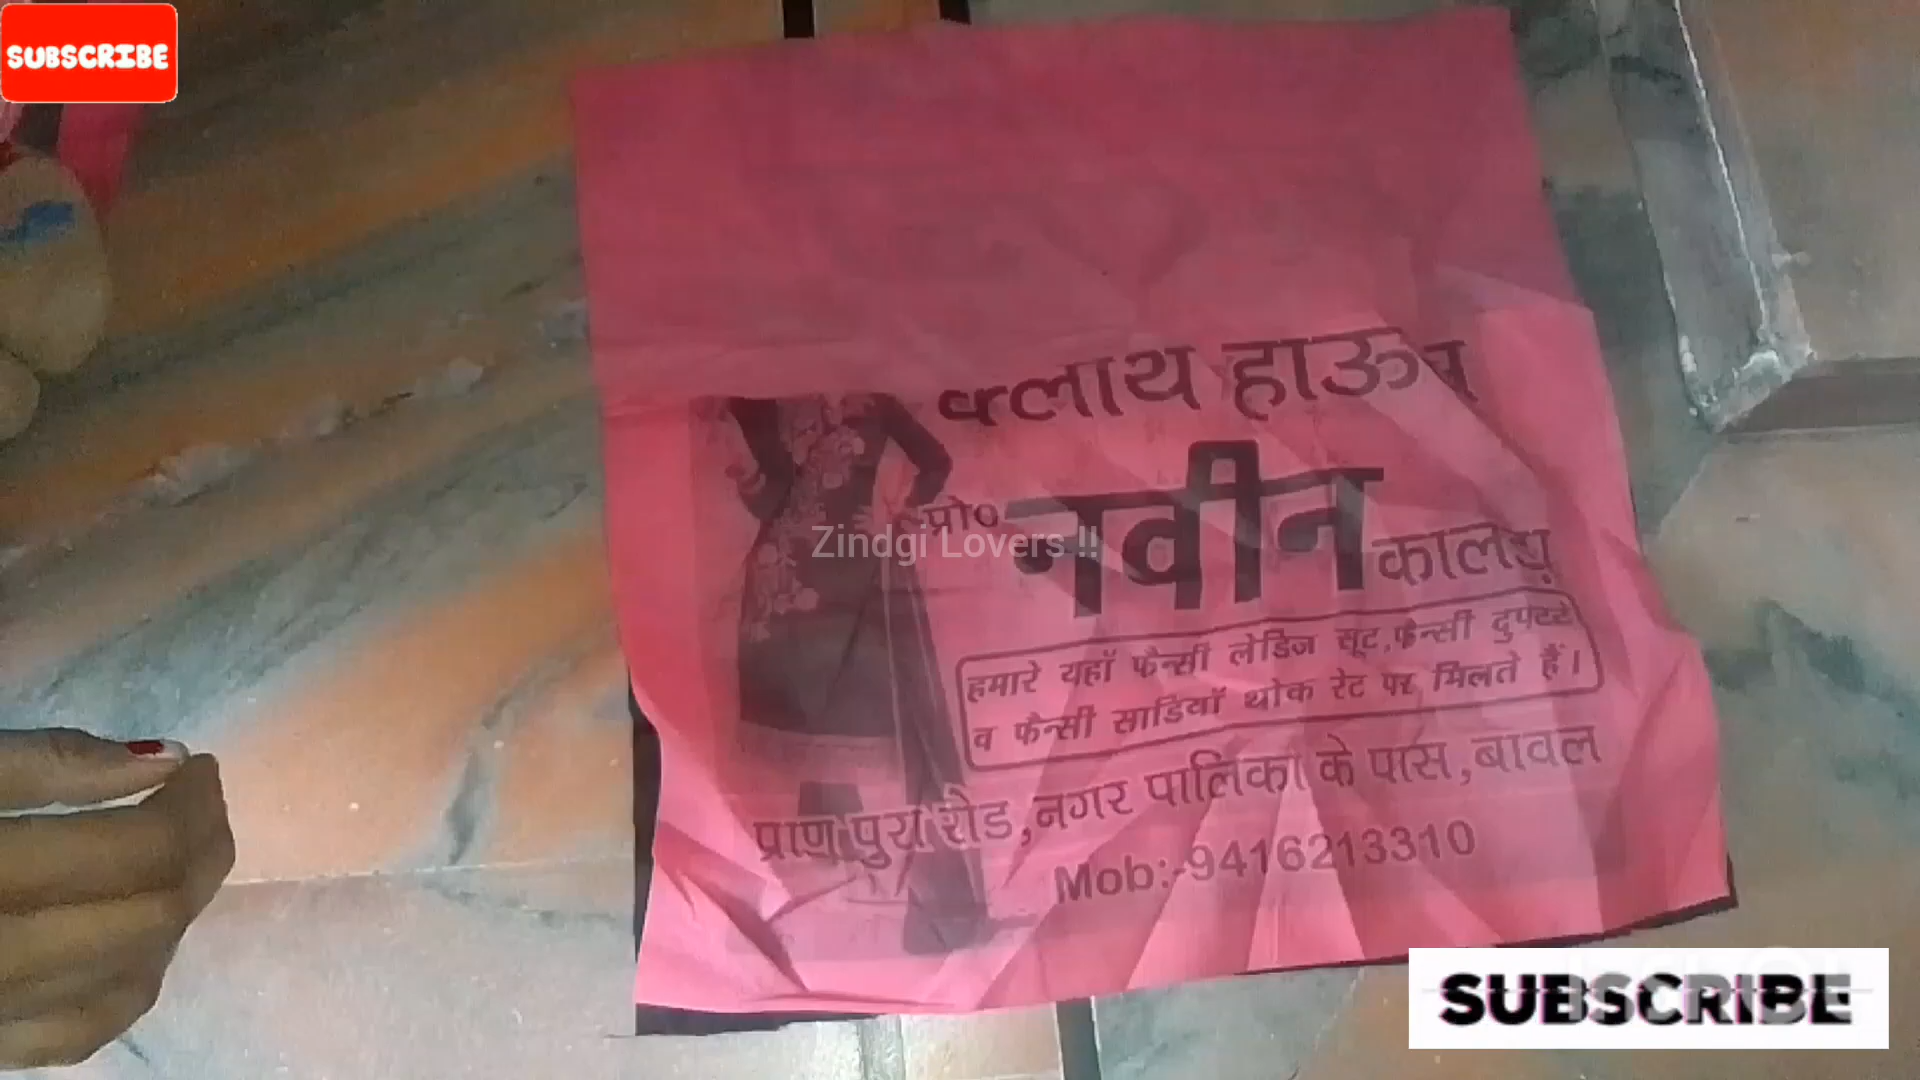 SUBSCRIBE
क्लाथ हाऊस
प्रो० नवीन कालड़ा
Zindgi Lovers !!
हमारे यहाँ फैन्सी लेडिज सूट,फैन्सी दुपट्टे
व फैन्सी साडियाँ थोक रेट पर मिलते हैं।
प्राण पुरा रोड,नगर पालिका के पास,बावल
Mob:-9416213310
SUBSCRIBE